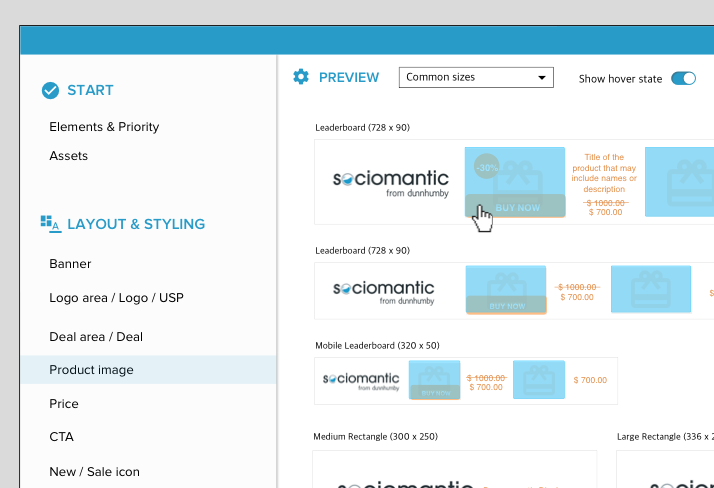 START
Elements & Priority
Assets
A
LAYOUT & STYLING
Banner
Logo area / Logo / USP
Deal area / Deal
Product image
Price
CTA
New / Sale icon
PREVIEW
Common sizes
Show hover state
Leaderboard (728 x 90)
sociomantic
from dunnhumby
-30%
BUY NOW
Title of the
product that may
include names or
description
$ 1000.00
$ 700.00
Leaderboard (728 x 90)
sociomantic
from dunnhumby
BUY NOW
$ 1000.00
$ 700.00
$
Mobile Leaderboard (320 x 50)
sociomantic
from dunnhumby
BUY NOW
$ 1000.00
$ 700.00
$ 700.00
Medium Rectangle (300 x 250)
Large Rectangle (336 x 2